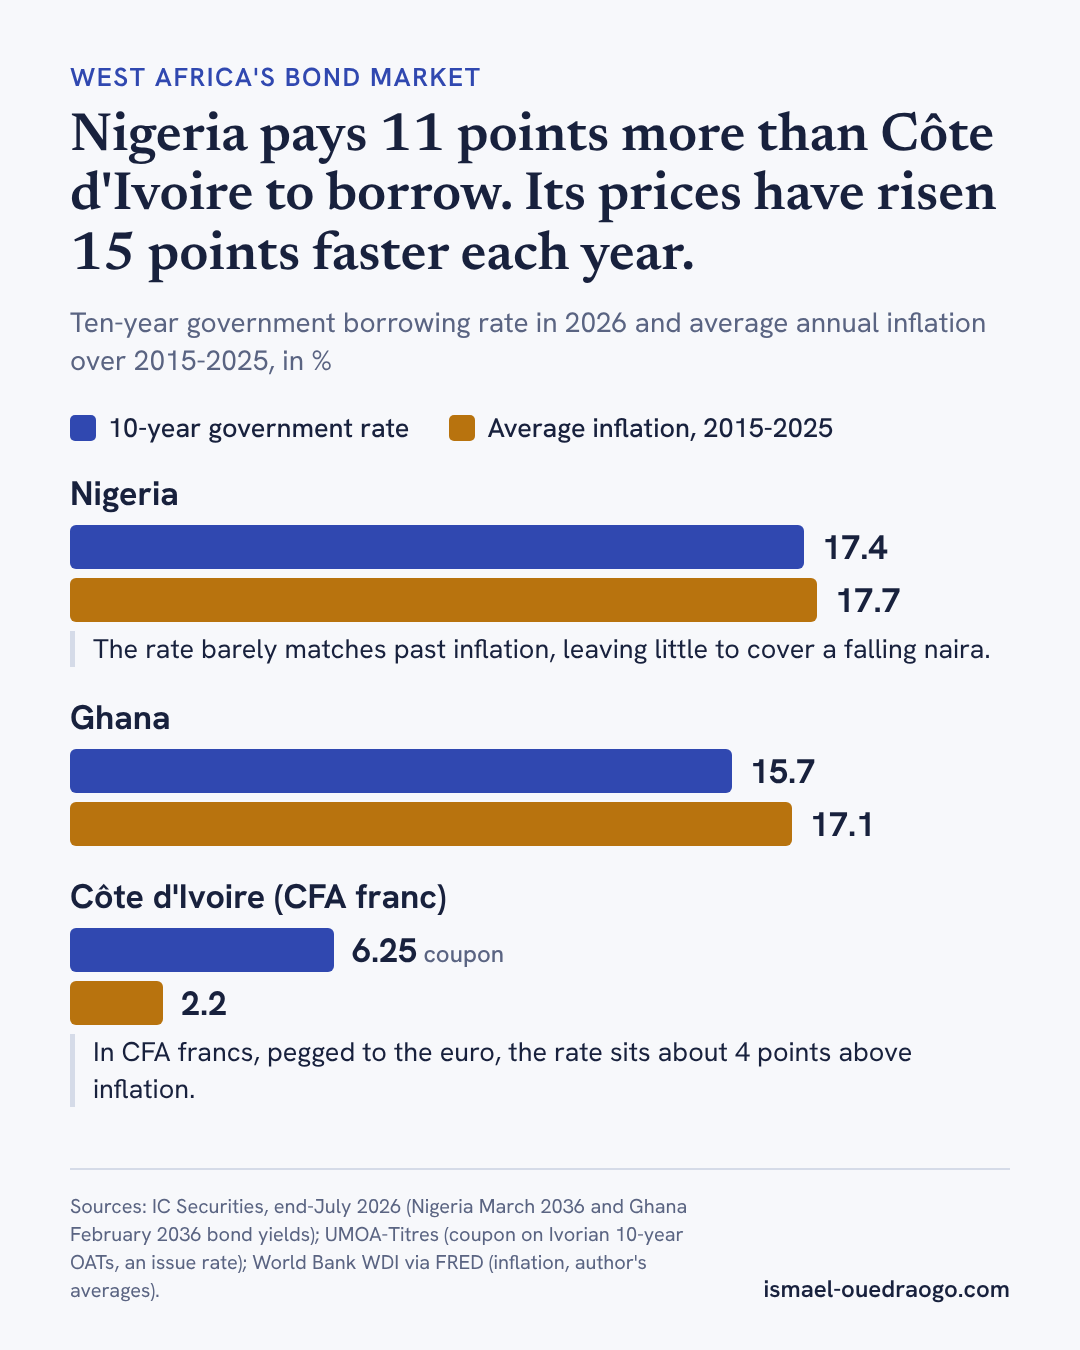 WEST AFRICA'S BOND MARKET
Nigeria pays 11 points more than Côte
d'Ivoire to borrow. Its prices have risen
15 points faster each year.
Ten-year government borrowing rate in 2026 and average annual inflation
over 2015-2025, in %
10-year government rate
Average inflation, 2015-2025
Nigeria
17.4
17.7
The rate barely matches past inflation, leaving little to cover a falling naira.
Ghana
15.7
17.1
Côte d'Ivoire (CFA franc)
6.25 coupon
2.2
In CFA francs, pegged to the euro, the rate sits about 4 points above
inflation.
Sources: IC Securities, end-July 2026 (Nigeria March 2036 and Ghana
February 2036 bond yields); UMOA-Titres (coupon on Ivorian 10-year
OATs, an issue rate); World Bank WDI via FRED (inflation, author's
averages).
ismael-ouedraogo.com